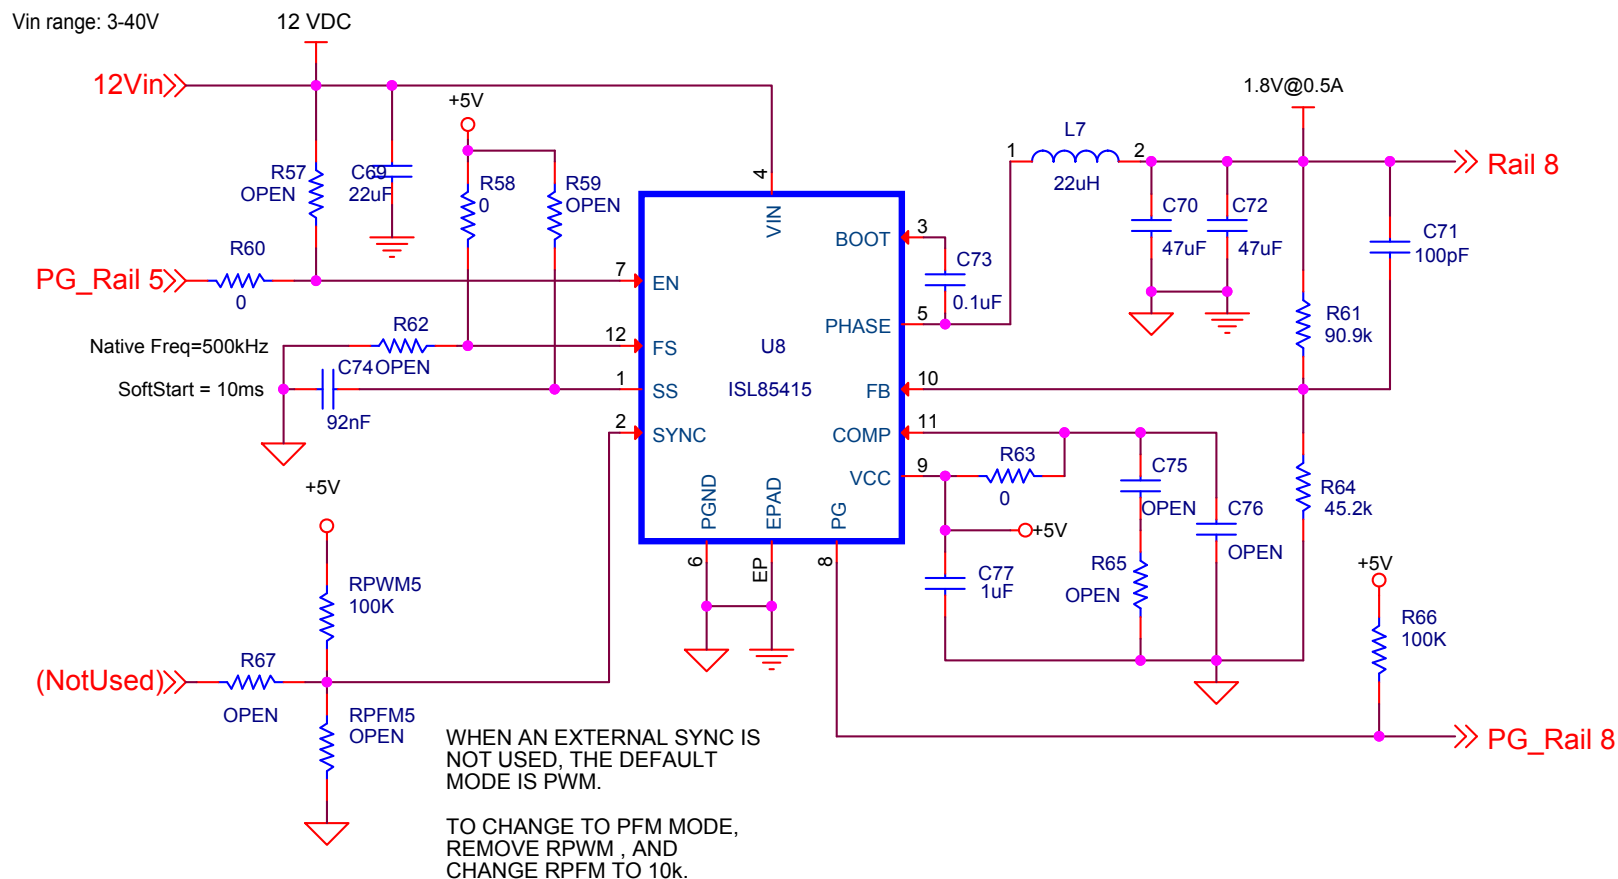 Vin range: 3-40V
12 VDC
12Vin
+5V
1.8V@0.5A
L7
1
2
22uH
Rail 8
R57
OPEN
C69
22uF
R58
0
R59
OPEN
4
VIN
BOOT
3
C70
47uF
C72
47uF
C71
100pF
C73
0.1uF
R60
0
PG_Rail 5
7
EN
PHASE
5
R61
90.9k
Native Freq=500kHz
R62
OPEN
12
FS
U8
SoftStart = 10ms
C74
92nF
1
SS
ISL85415
FB
10
2
SYNC
COMP
11
VCC
9
R63
0
C75
OPEN
C76
OPEN
R64
45.2k
PGND
EPAD
PG
6
EP
8
+5V
+5V
C77
1uF
R65
OPEN
+5V
R66
100K
RPWM5
100K
(NotUsed)
R67
OPEN
RPFM5
OPEN
PG_Rail 8
WHEN AN EXTERNAL SYNC IS
NOT USED, THE DEFAULT
MODE IS PWM.
TO CHANGE TO PFM MODE,
REMOVE RPWM , AND
CHANGE RPFM TO 10k.